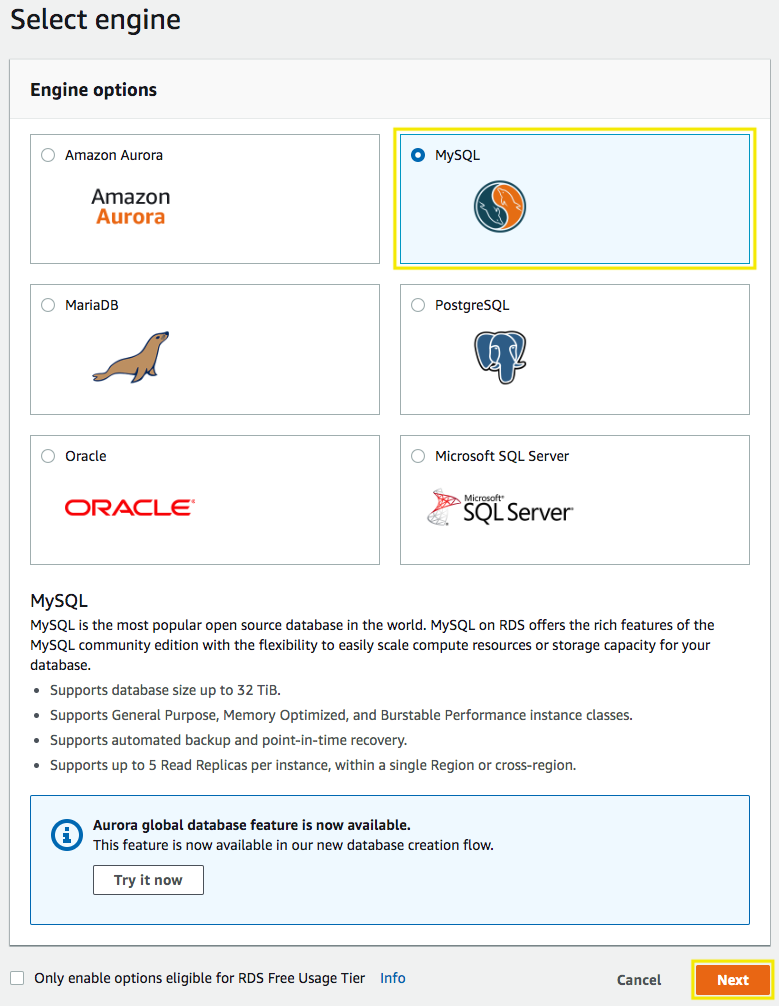 Select engine
Engine options
Amazon Aurora
Amazon
Aurora
MySQL
MariaDB
PostgreSQL
Oracle
ORACLE
Microsoft SQL Server
Microsoft
SQL Server
MySQL
MySQL is the most popular open source database in the world. MySQL on RDS offers the rich features of the
MySQL community edition with the flexibility to easily scale compute resources or storage capacity for your
database.
• Supports database size up to 32 TiB.
• Supports General Purpose, Memory Optimized, and Burstable Performance instance classes.
• Supports automated backup and point-in-time recovery.
• Supports up to 5 Read Replicas per instance, within a single Region or cross-region.
Aurora global database feature is now available.
This feature is now available in our new database creation flow.
Try it now
Only enable options eligible for RDS Free Usage Tier Info
Cancel
Next